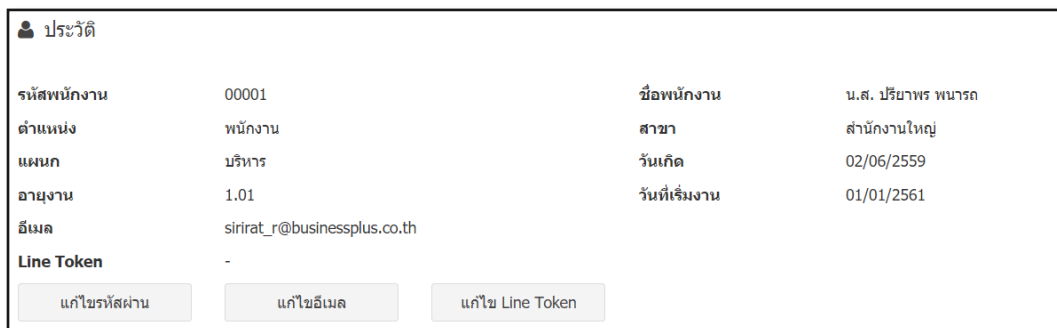 ประวัติ
รหัสพนักงาน 00001 ชื่อพนักงาน น.ส. ปรียาพร พนารถ
ตำแหน่ง พนักงาน สาขา สำนักงานใหญ่
แผนก บริหาร วันเกิด 02/06/2559
อายุงาน 1.01 วันที่เริ่มงาน 01/01/2561
อีเมล sirirat_r@businessplus.co.th
Line Token -
แก้ไขรหัสผ่าน แก้ไขอีเมล แก้ไข Line Token